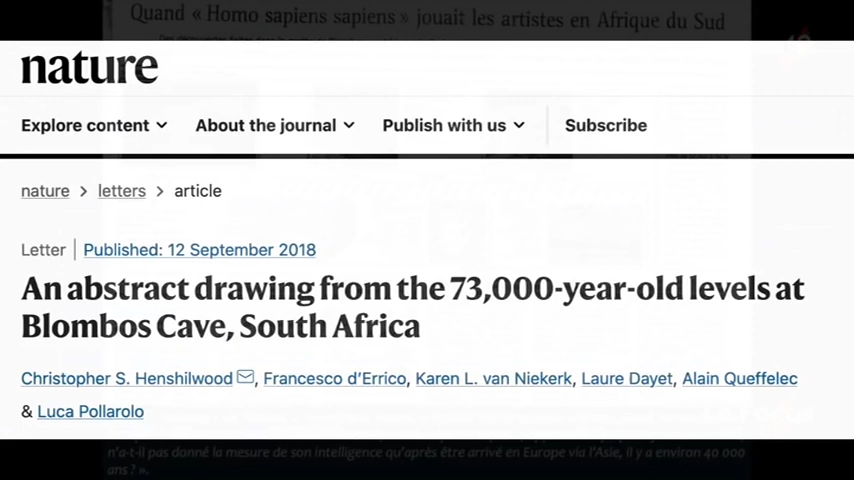 Quand « Homo sapiens sapiens » jouait les artistes en Afrique du Sud
nature
Explore content
About the journal
Publish with us
Subscribe
nature > letters > article
Letter | Published: 12 September 2018
An abstract drawing from the 73,000-year-old levels at
Blombos Cave, South Africa
Christopher S. Henshilwood, Francesco d'Errico, Karen L. van Niekerk, Laure Dayet, Alain Queffelec
& Luca Pollarolo
n'a-t-il pas donné la mesure de son intelligence qu'après être arrivé en Europe via l'Asie, il y a environ 40 000
ans ? ».